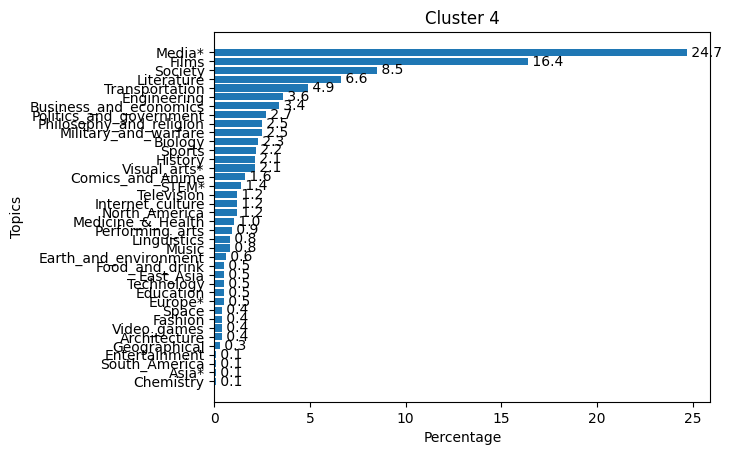 Cluster 4
Media* 24.7
Films 16.4
Society 8.5
Literature 6.6
Transportation 4.9
Engineering 3.6
Business_and_economics 3.4
Politics_and_government 2.7
Philosophy_and_religion 2.5
Military_and_warfare 2.5
Biology 2.3
Sports 2.2
History 2.1
Visual_arts* 2.1
Comics_and_Anime 1.6
STEM* 1.4
Television 1.2
Internet_culture 1.2
North_America 1.2
Medicine_&_Health 1.0
Performing_arts 0.9
Linguistics 0.8
Music 0.8
Earth_and_environment 0.6
Food_and_drink 0.5
East_Asia 0.5
Technology 0.5
Education 0.5
Europe* 0.5
Space 0.4
Fashion 0.4
Video_games 0.4
Architecture 0.4
Geographical 0.3
Entertainment 0.1
South_America 0.1
Asia* 0.1
Chemistry 0.1
Topics
0 5 10 15 20 25
Percentage